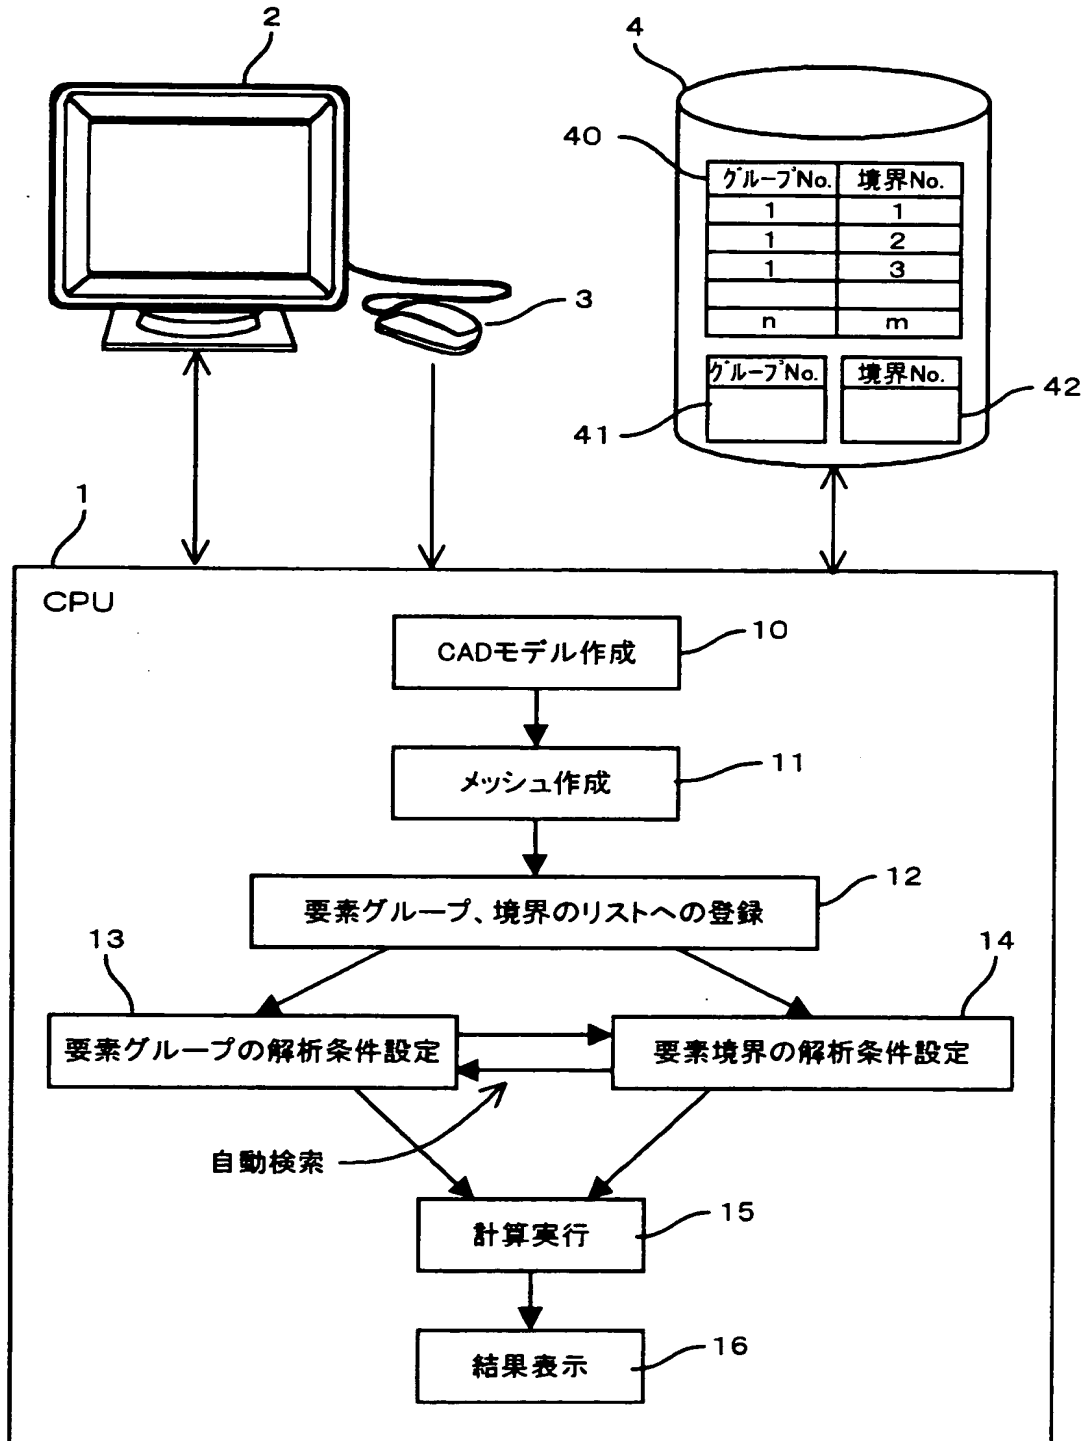 2
4
40
グループNo. 境界No.
1 1
1 2
1 3
n m
3
グループNo. 境界No.
41
42
1
CPU
CADモデル作成
10
メッシュ作成
11
要素グループ、境界のリストへの登録
12
13
14
要素グループの解析条件設定
要素境界の解析条件設定
自動検索
計算実行
15
結果表示
16